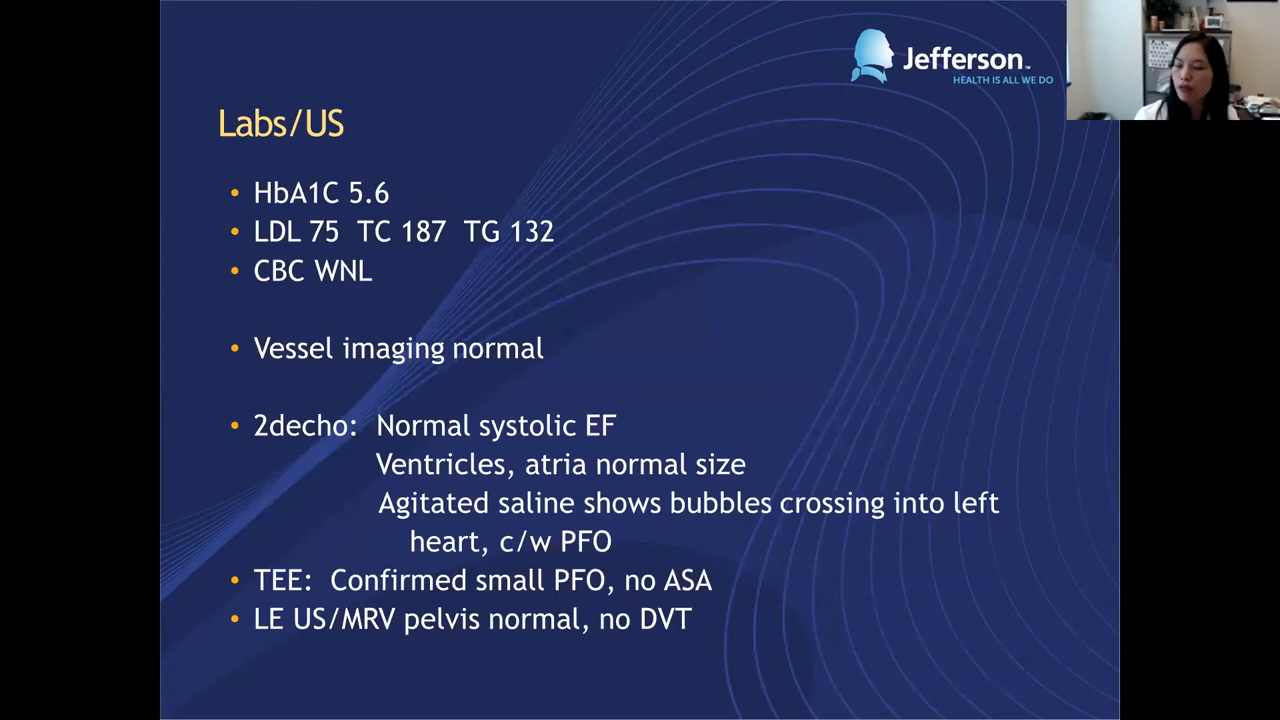 Jefferson™
HEALTH IS ALL WE DO
Labs/US
• HbA1C 5.6
• LDL 75 TC 187 TG 132
• CBC WNL
• Vessel imaging normal
• 2decho: Normal systolic EF
Ventricles, atria normal size
Agitated saline shows bubbles crossing into left
heart, c/w PFO
• TEE: Confirmed small PFO, no ASA
• LE US/MRV pelvis normal, no DVT